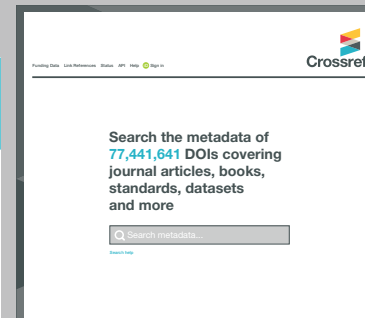 Funding Data Link References Status API Help iD Sign in
Crossref
Search the metadata of
77,441,641 DOIs covering
journal articles, books,
standards, datasets
and more
Search metadata...
Search help